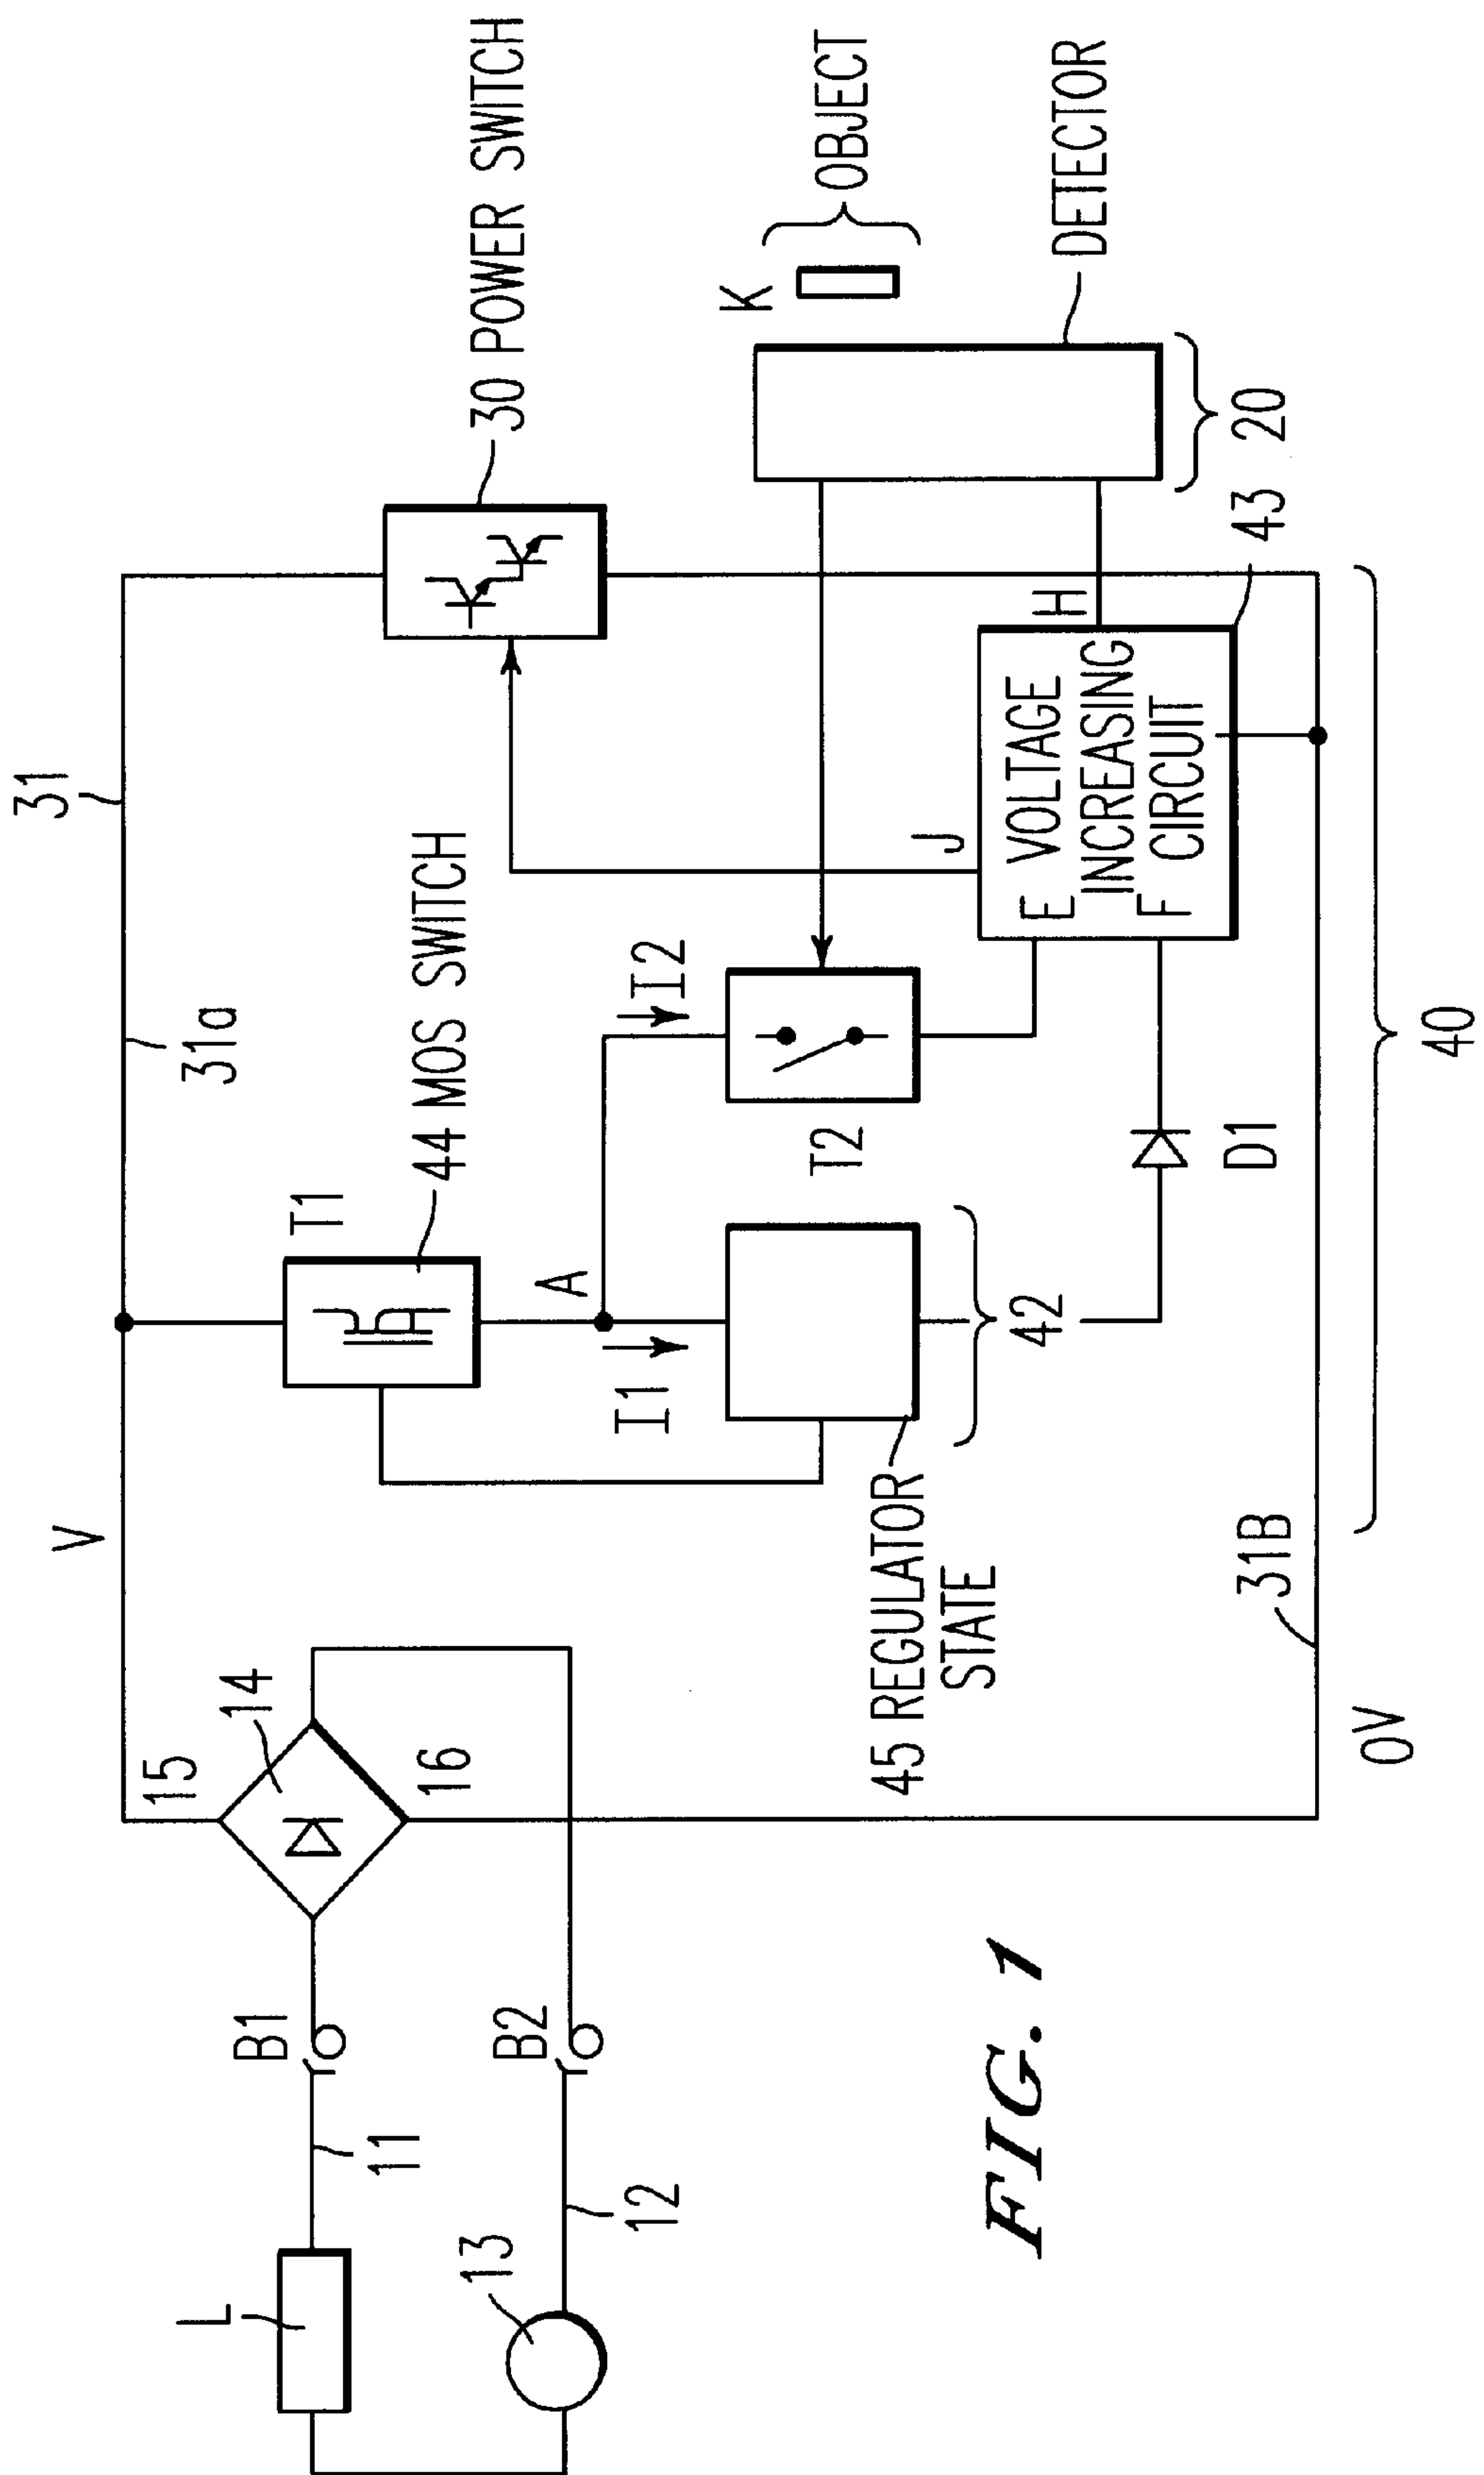 31
V
31a
15
14
T1
44 MOS SWITCH
30 POWER SWITCH
L
B1
11
16
A
I1
I2
J
K
OBJECT
13
12
B2
45 REGULATOR
STATE
42
T2
E VOLTAGE
INCREASING
F CIRCUIT
H
DETECTOR
D1
43
20
31B
0V
40
FIG. 1